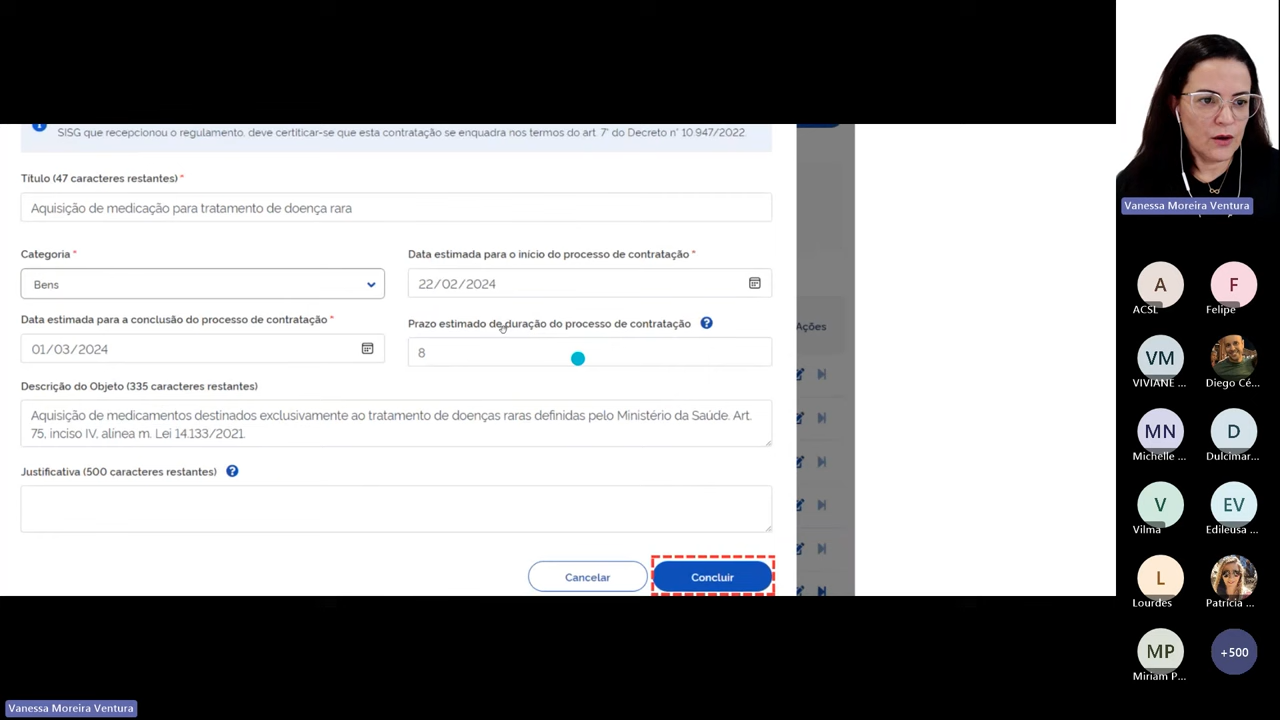 SISG que recepcionou o regulamento, deve certificar-se que esta contratação se enquadra nos termos do art. 7° do Decreto n° 10.947/2022.
Título (47 caracteres restantes) *
Aquisição de medicação para tratamento de doença rara
Categoria *
Data estimada para o início do processo de contratação *
Bens
22/02/2024
Data estimada para a conclusão do processo de contratação *
Prazo estimado de duração do processo de contratação ?
Ações
01/03/2024
8
Descrição do Objeto (335 caracteres restantes)
Aquisição de medicamentos destinados exclusivamente ao tratamento de doenças raras definidas pelo Ministério da Saúde. Art.
75, inciso IV, alínea m. Lei 14.133/2021.
Justificativa (500 caracteres restantes) ?
Cancelar
Concluir
Vanessa Moreira Ventura
A
F
ACSL
Felipe
VM
VIVIANE ...
Diego Cé...
MN
D
Michelle ...
Dulcimar...
V
EV
Vilma
Edileusa ...
L
Lourdes
Patrícia ...
MP
+500
Miriam P...
Vanessa Moreira Ventura